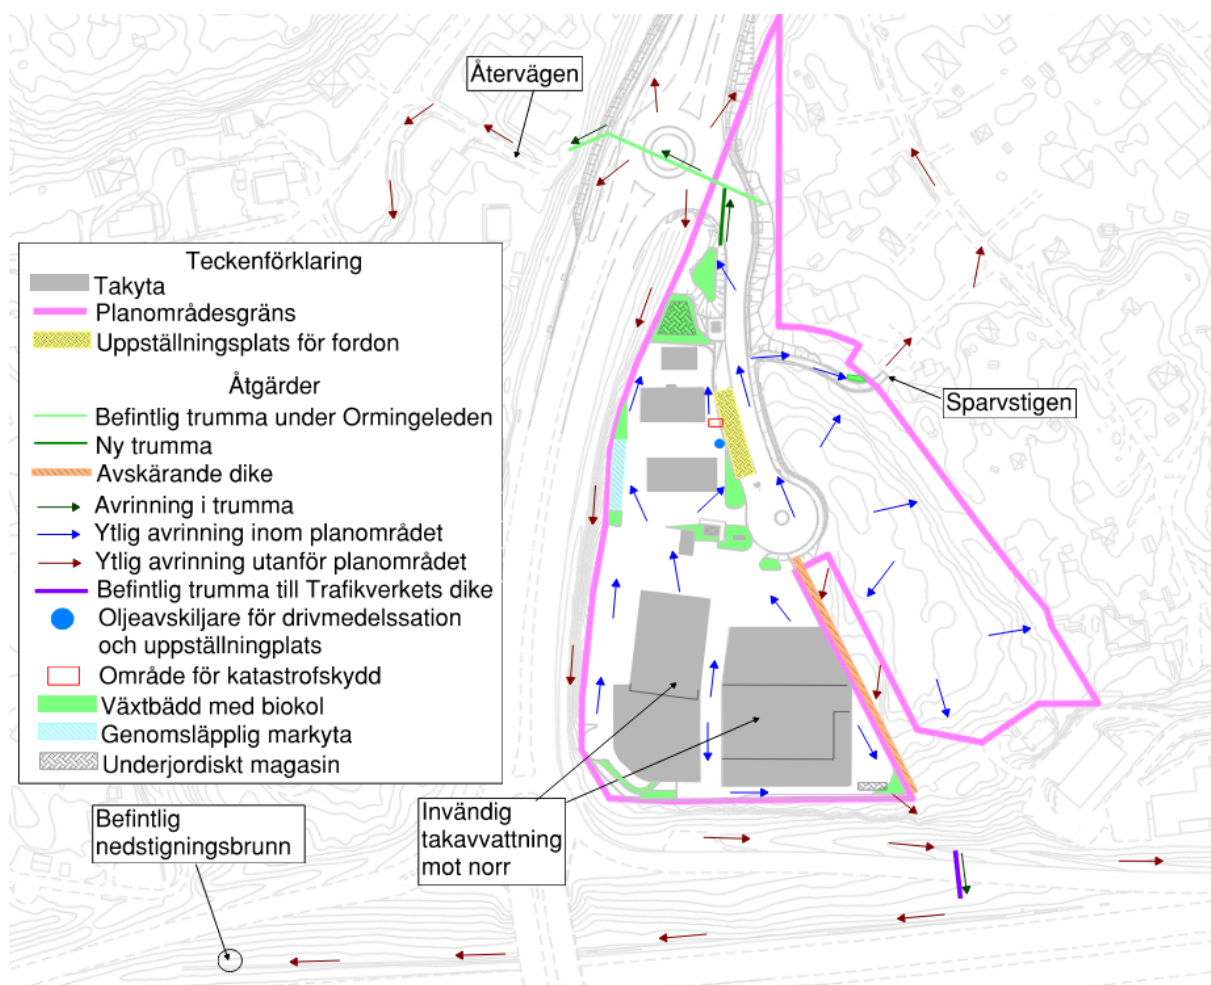 Återvägen
Teckenförklaring
Takyta
Planområdesgräns
Uppställningsplats för fordon
Åtgärder
Befintlig trumma under Ormingeleden
Ny trumma
Avskärande dike
Avrinning i trumma
Ytlig avrinning inom planområdet
Ytlig avrinning utanför planområdet
Befintlig trumma till Trafikverkets dike
Oljeavskiljare för drivmedelssation
och uppställningplats
Område för katastrofskydd
Växtbädd med biokol
Genomsläpplig markyta
Underjordiskt magasin
Sparvstigen
Befintlig
nedstigningsbrunn
Invändig
takavvattning
mot norr